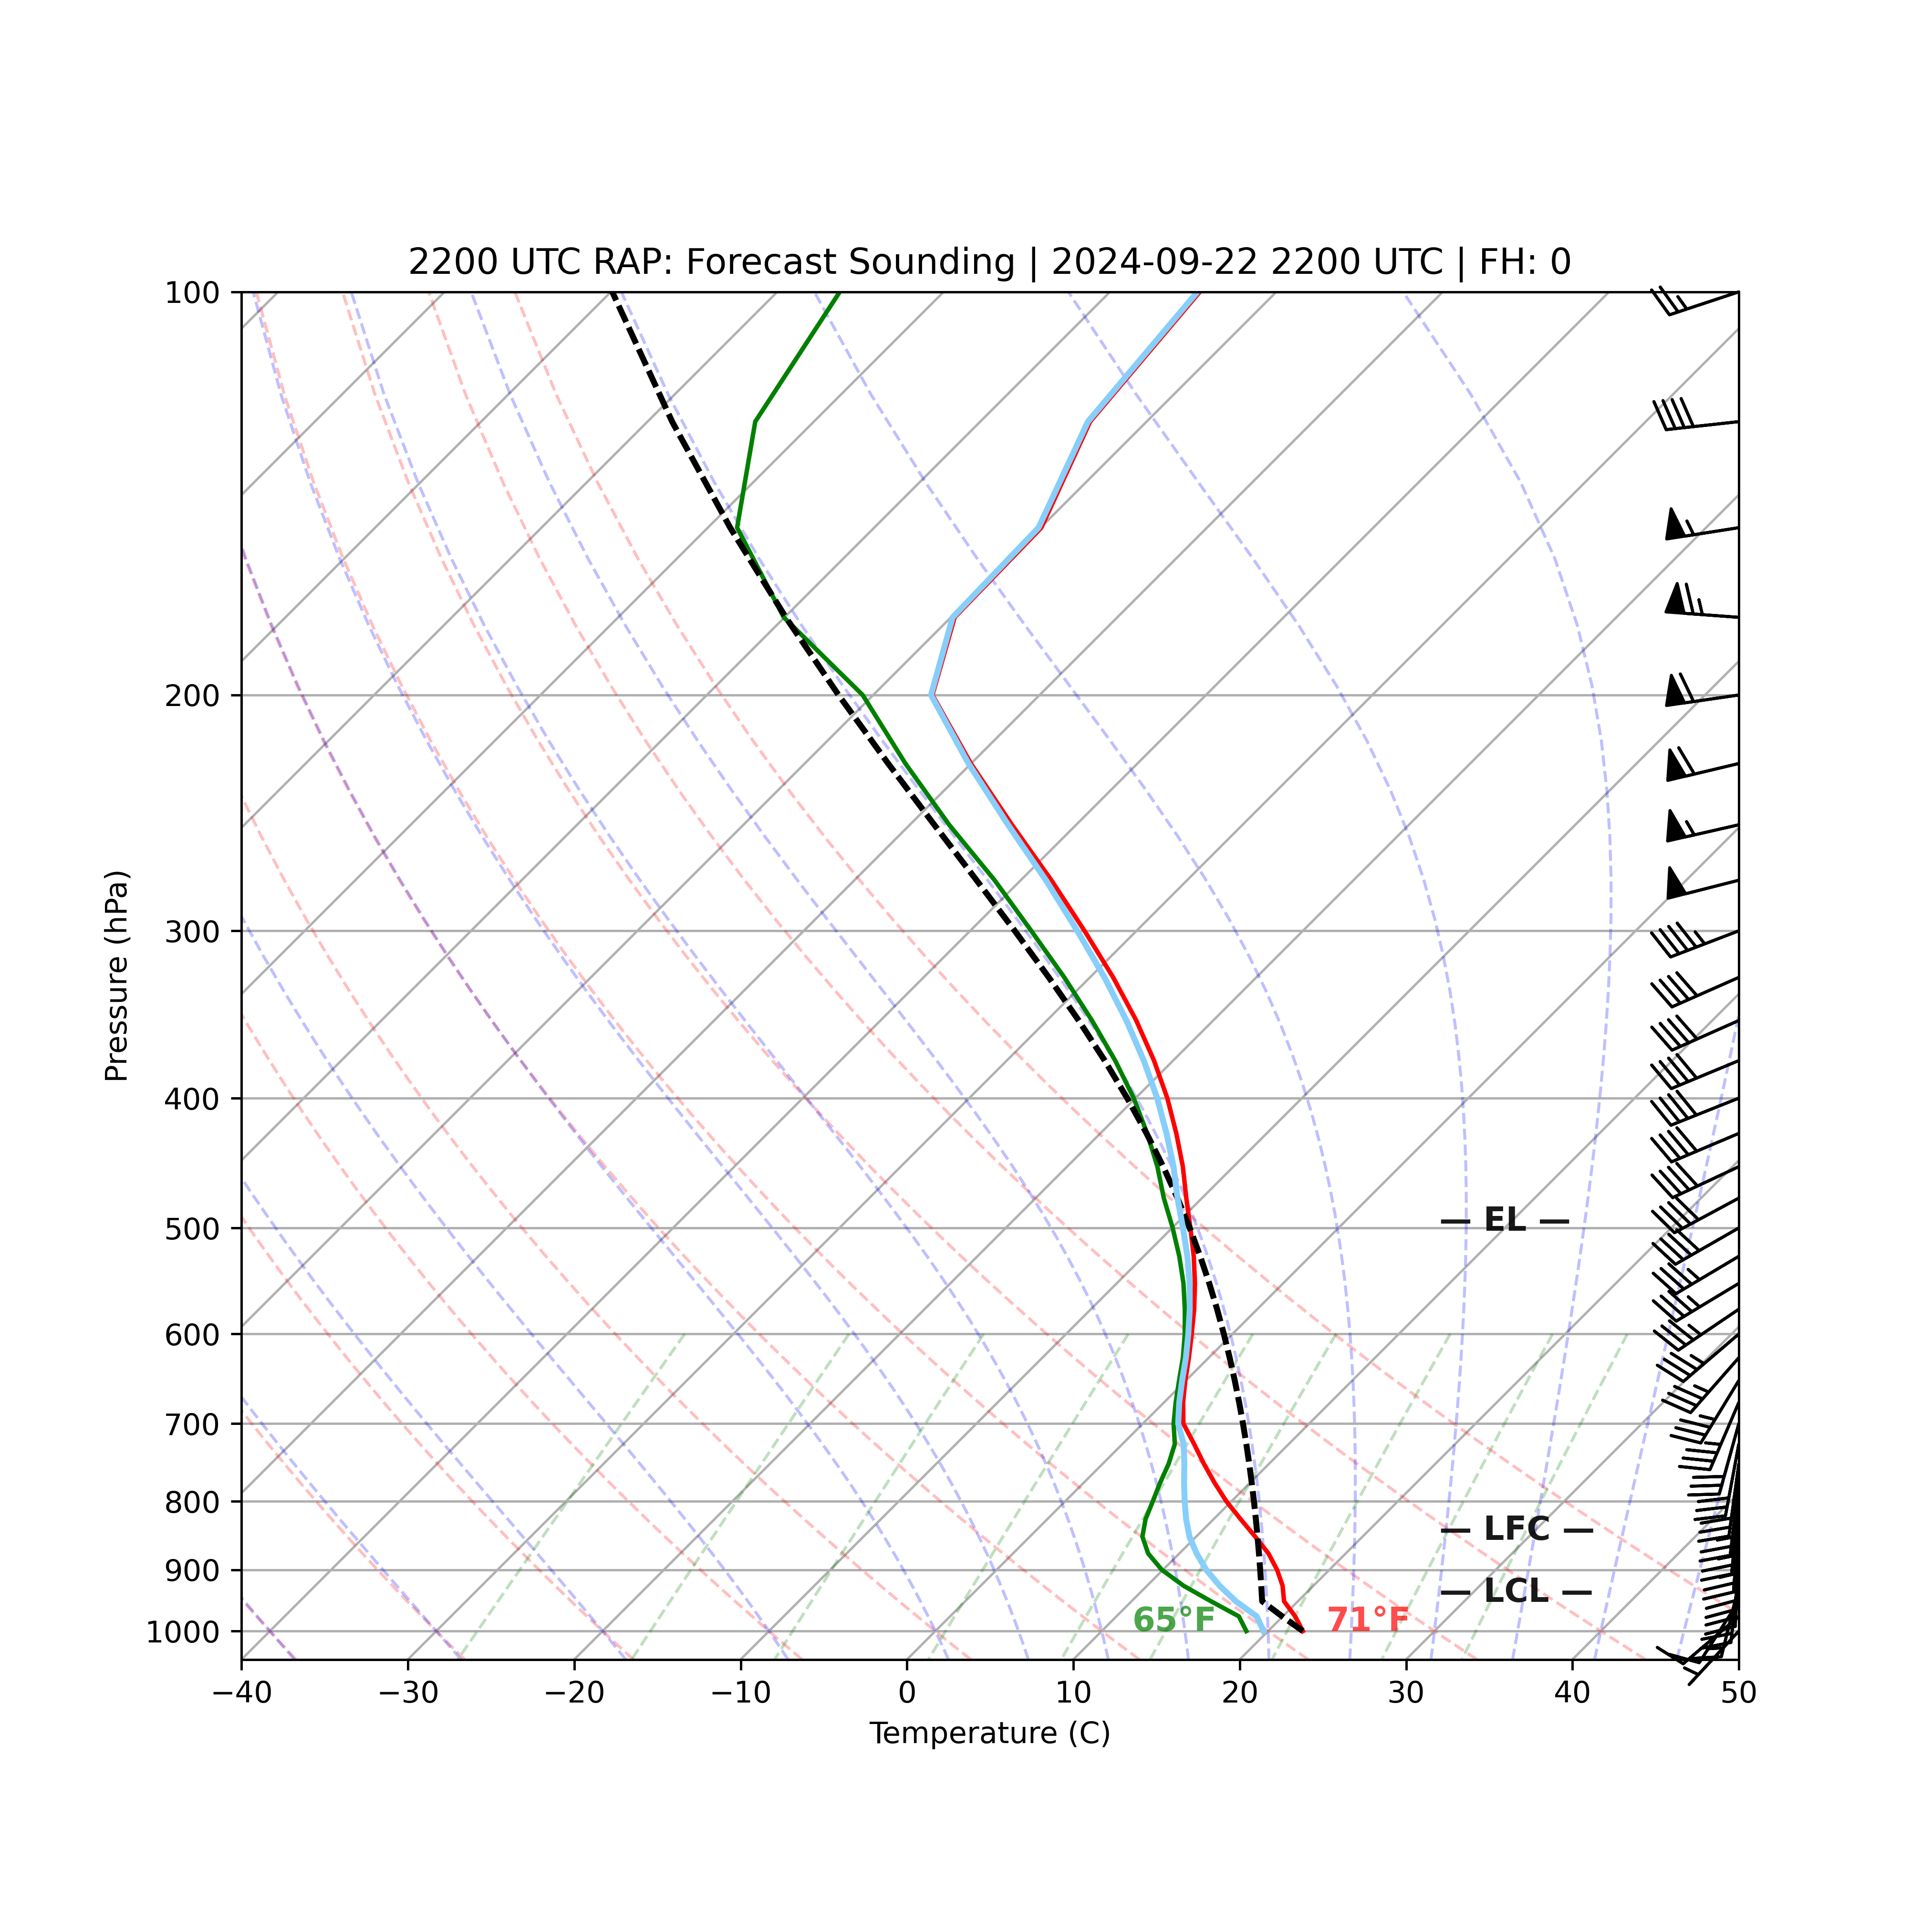 2200 UTC RAP: Forecast Sounding | 2024-09-22 2200 UTC | FH: 0
100
200
300
400
500
600
700
800
900
1000
Pressure (hPa)
— EL —
— LFC —
— LCL —
65°F 71°F
−40 −30 −20 −10 0 10 20 30 40 50
Temperature (C)